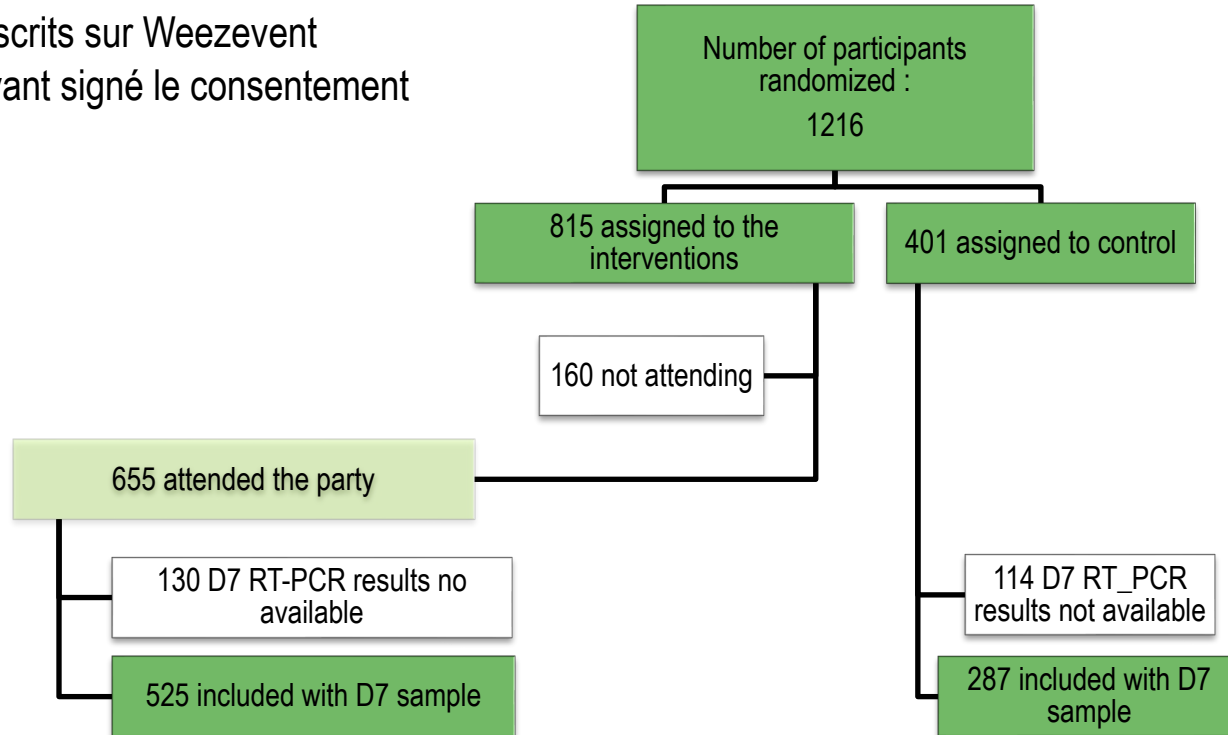 scrits sur Weezevent
ant signé le consentement
Number of participants
randomized :
1216
815 assigned to the
interventions
401 assigned to control
160 not attending
655 attended the party
130 D7 RT-PCR results no
available
114 D7 RT_PCR
results not available
525 included with D7 sample
287 included with D7
sample